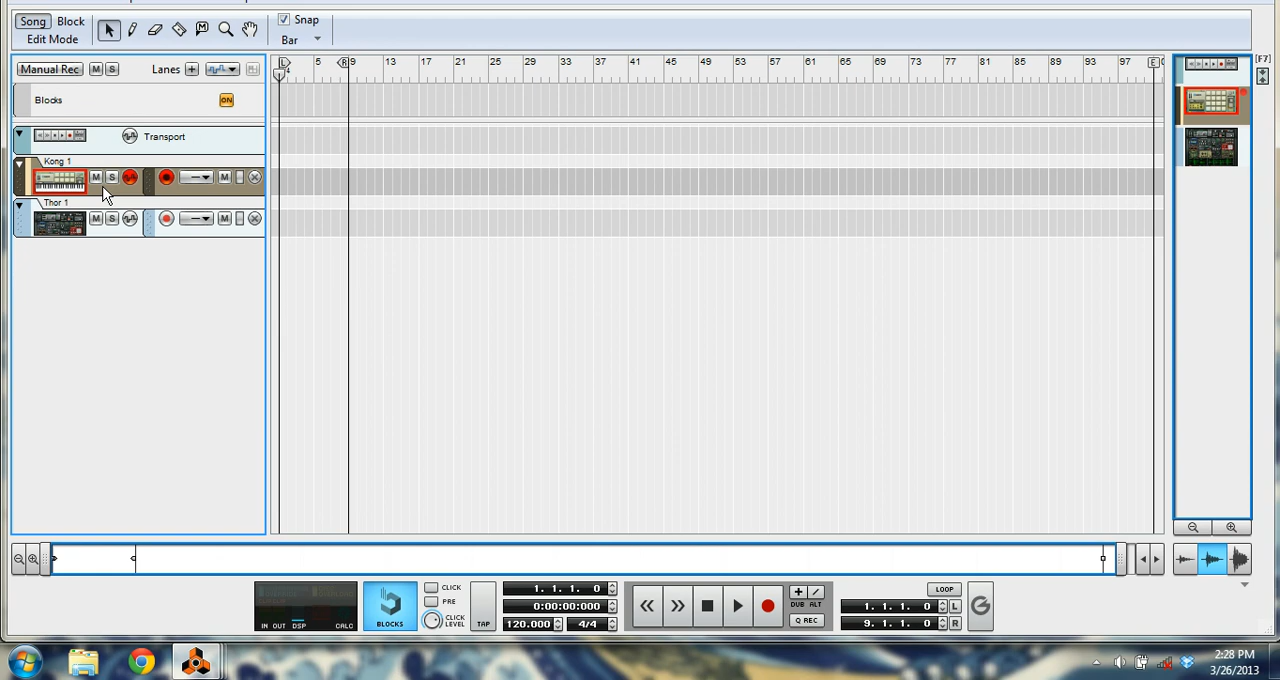 Song Block
Edit Mode
M
Snap
Bar
Manual Rec M S Lanes +
L R E
5 9 13 17 21 25 29 33 37 41 45 49 53 57 61 65 69 73 77 81 85 89 93 97
4
[F7]
Blocks ON
Transport
Kong 1
M S M
Thor 1
M S M
IN OUT DSP CALC
BLOCKS
CLICK
PRE
CLICK LEVEL
TAP
1. 1. 1. 0
0:00:00:000
120.000 4/4
DUB ALT
Q REC
LOOP
1. 1. 1. 0 L
9. 1. 1. 0 R
2:28 PM
3/26/2013